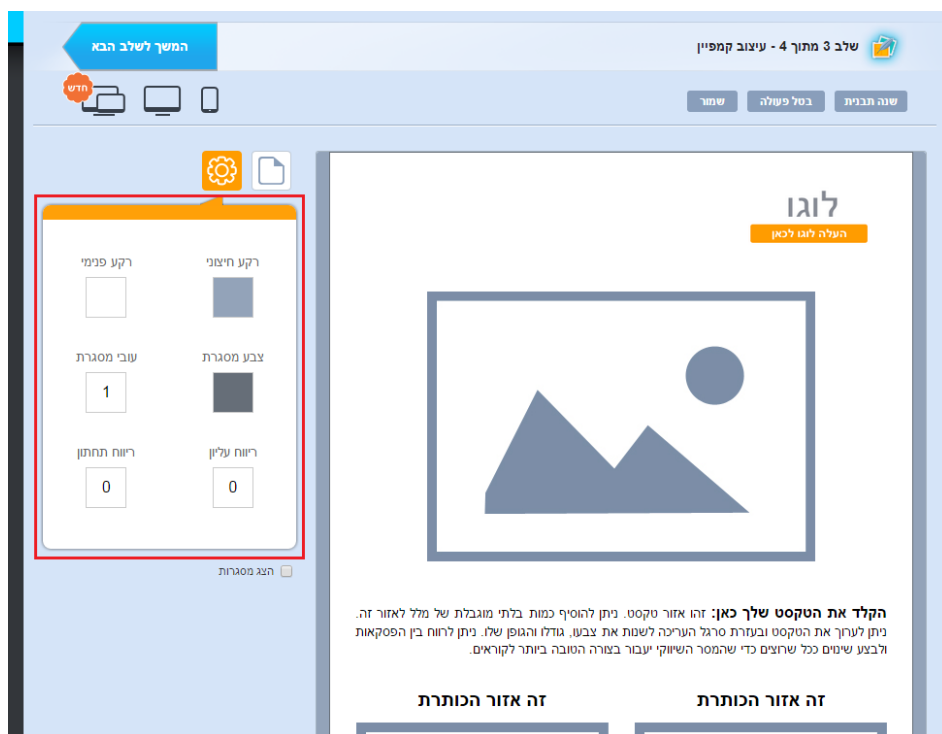 שלב 3 מתוך 4 - עיצוב קמפיין
המשך לשלב הבא
שנה תבנית
בטל פעולה
שמור
חדש
לוגו
העלה לוגו לכאן
רקע חיצוני
רקע פנימי
צבע מסגרת
עובי מסגרת
1
ריווח עליון
ריווח תחתון
0
0
הצג מסגרות
הקלד את הטקסט שלך כאן: זהו אזור טקסט. ניתן להוסיף כמות בלתי מוגבלת של מלל לאזור זה.
ניתן לערוך את הטקסט ובעזרת סרגל העריכה לשנות את צבעו, גודלו והגופן שלו. ניתן לרווח בין הפסקאות
ולבצע שינוים ככל שרוצים כדי שהמסר השיווקי יעבור בצורה הטובה ביותר לקוראים.
זה אזור הכותרת
זה אזור הכותרת